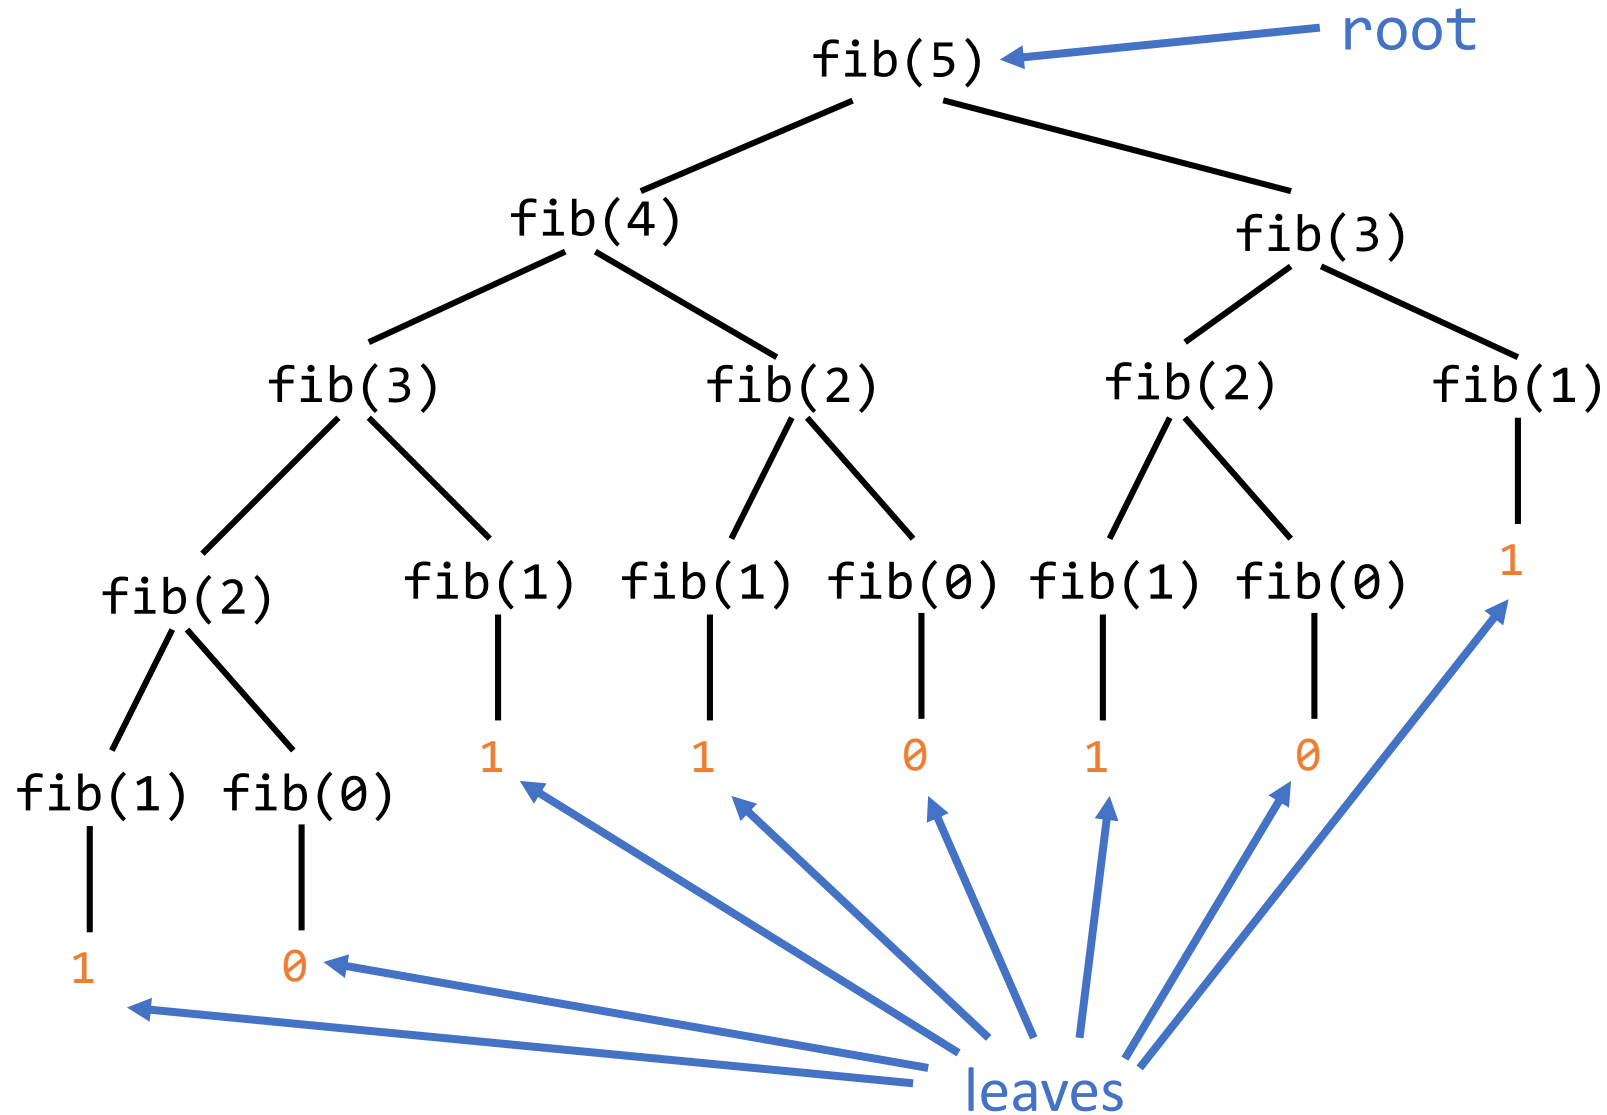 root
fib(5)
fib(4)
fib(3)
fib(3)
fib(2)
fib(2)
fib(1)
fib(2)
fib(1)
fib(1)
fib(0)
fib(1)
fib(0)
1
fib(1)
fib(0)
1
1
0
1
0
1
0
leaves